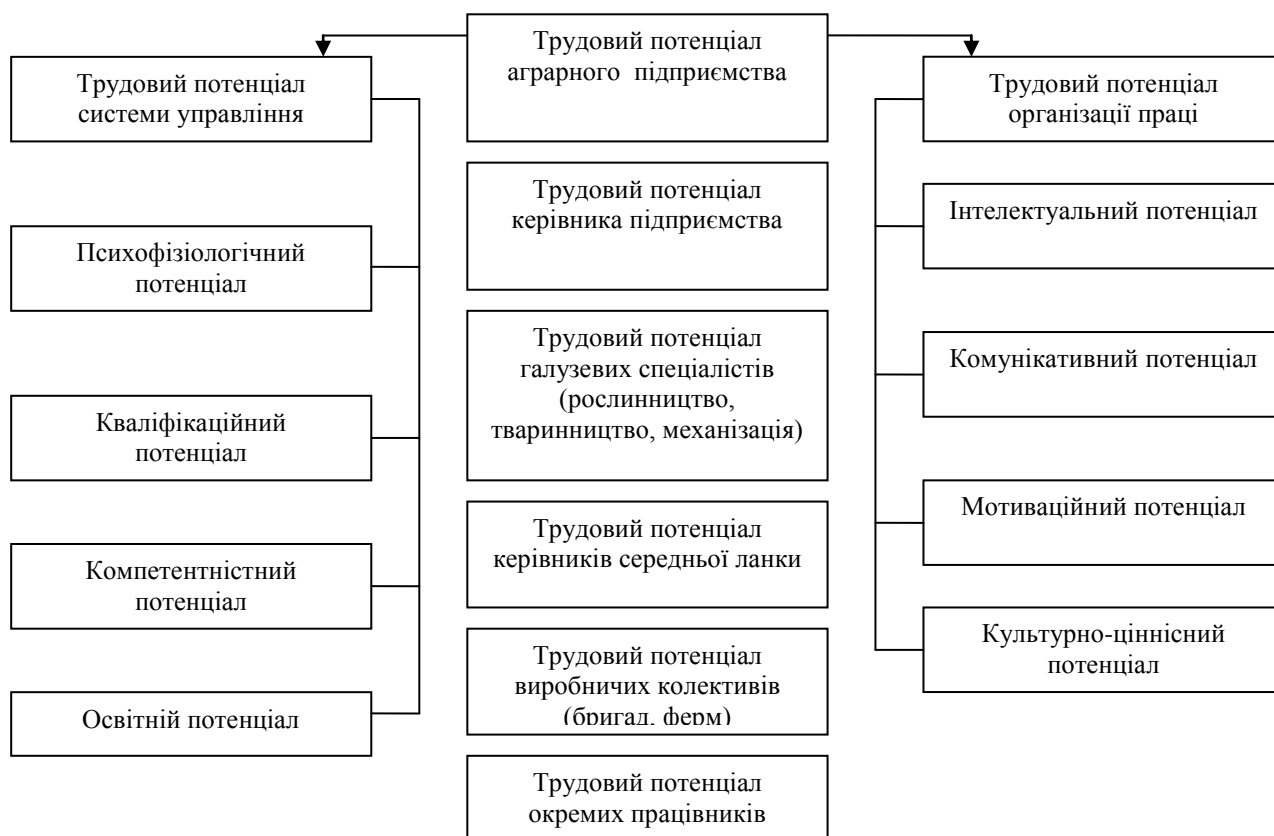 Трудовий потенціал
аграрного підприємства
Трудовий потенціал
системи управління
Психофізіологічний
потенціал
Кваліфікаційний
потенціал
Компетентністний
потенціал
Освітній потенціал
Трудовий потенціал
керівника підприємства
Трудовий потенціал
галузевих спеціалістів
(рослинництво,
тваринництво, механізація)
Трудовий потенціал
керівників середньої ланки
Трудовий потенціал
виробничих колективів
(бригад, ферм)
Трудовий потенціал
окремих працівників
Трудовий потенціал
організації праці
Інтелектуальний потенціал
Комунікативний потенціал
Мотиваційний потенціал
Культурно-ціннісний
потенціал